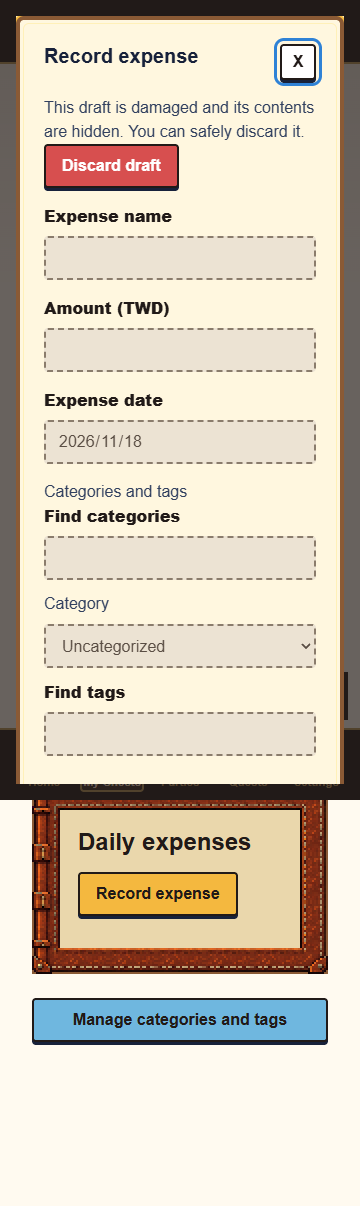 Record expense
X
This draft is damaged and its contents
are hidden. You can safely discard it.
Discard draft
Expense name
Amount (TWD)
Expense date
2026/11/18
Categories and tags
Find categories
Category
Uncategorized
Find tags
Daily expenses
Record expense
Manage categories and tags